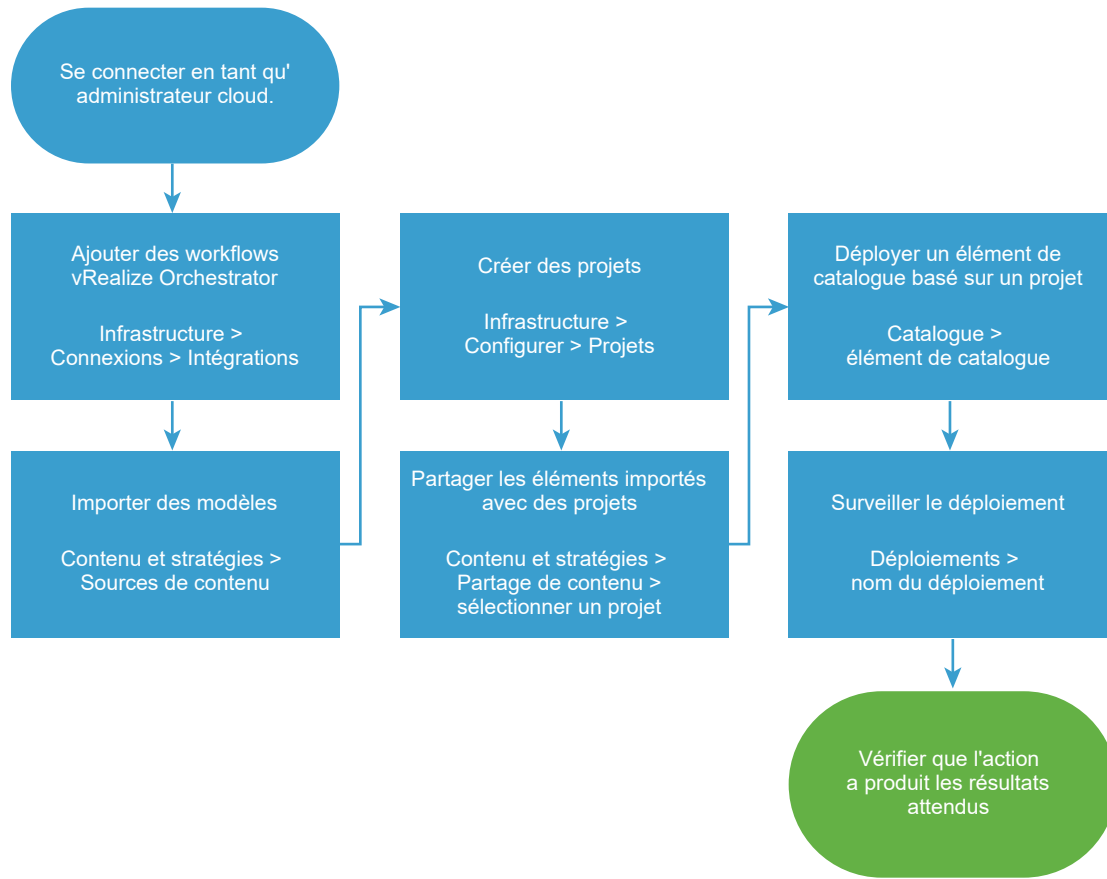 Se connecter en tant qu'
administrateur cloud.
Ajouter des workflows
vRealize Orchestrator
Infrastructure >
Connexions > Intégrations
Importer des modèles
Contenu et stratégies >
Sources de contenu
Créer des projets
Infrastructure >
Configurer > Projets
Partager les éléments importés
avec des projets
Contenu et stratégies >
Partage de contenu >
sélectionner un projet
Déployer un élément de
catalogue basé sur un projet
Catalogue >
élément de catalogue
Surveiller le déploiement
Déploiements >
nom du déploiement
Vérifier que l'action
a produit les résultats
attendus